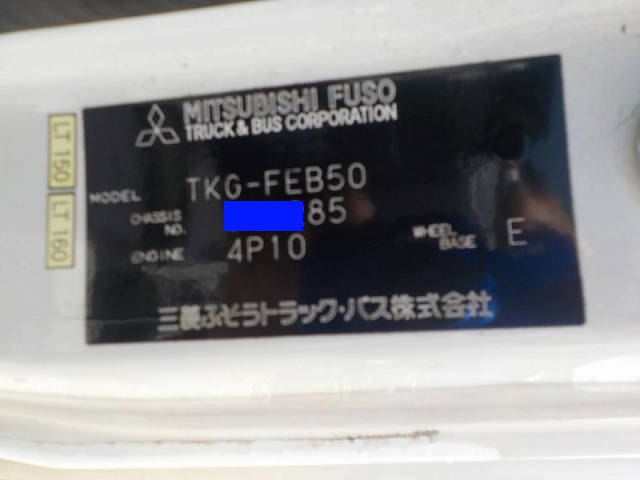 MITSUBISHI FUSO
TRUCK & BUS CORPORATION
MODEL TKG-FEB50
CHASSIS NO. 85
ENGINE 4P10
WHEEL BASE E
三菱ふそうトラック・バス株式会社
LT 150
LT 160